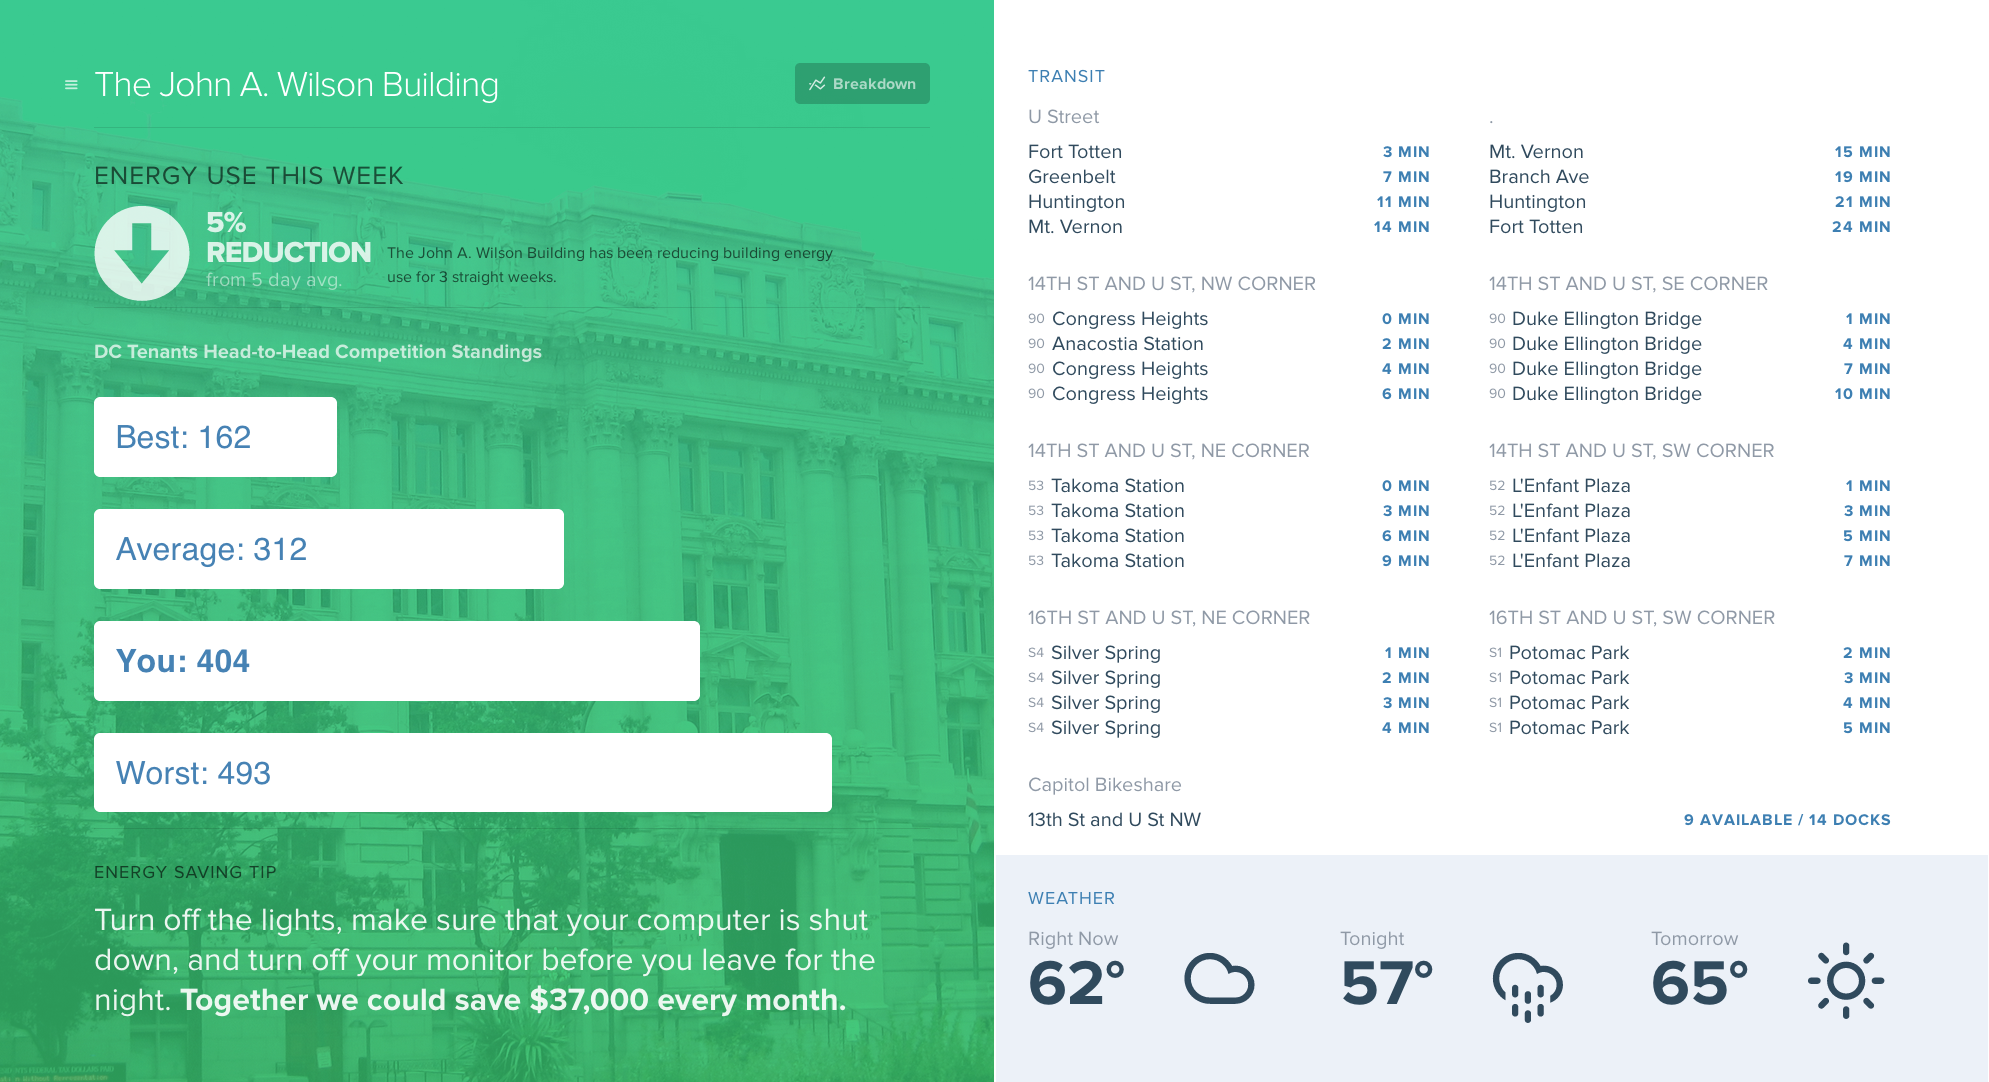 The John A. Wilson Building
Breakdown
ENERGY USE THIS WEEK
5%
REDUCTION
from 5 day avg.
The John A. Wilson Building has been reducing building energy
use for 3 straight weeks.
DC Tenants Head-to-Head Competition Standings
Best: 162
Average: 312
You: 404
Worst: 493
ENERGY SAVING TIP
Turn off the lights, make sure that your computer is shut
down, and turn off your monitor before you leave for the
night. Together we could save $37,000 every month.
TRANSIT
U Street
Fort Totten 3 MIN
Greenbelt 7 MIN
Huntington 11 MIN
Mt. Vernon 14 MIN
.
Mt. Vernon 15 MIN
Branch Ave 19 MIN
Huntington 21 MIN
Fort Totten 24 MIN
14TH ST AND U ST, NW CORNER
90 Congress Heights 0 MIN
90 Anacostia Station 2 MIN
90 Congress Heights 4 MIN
90 Congress Heights 6 MIN
14TH ST AND U ST, SE CORNER
90 Duke Ellington Bridge 1 MIN
90 Duke Ellington Bridge 4 MIN
90 Duke Ellington Bridge 7 MIN
90 Duke Ellington Bridge 10 MIN
14TH ST AND U ST, NE CORNER
53 Takoma Station 0 MIN
53 Takoma Station 3 MIN
53 Takoma Station 6 MIN
53 Takoma Station 9 MIN
14TH ST AND U ST, SW CORNER
52 L'Enfant Plaza 1 MIN
52 L'Enfant Plaza 3 MIN
52 L'Enfant Plaza 5 MIN
52 L'Enfant Plaza 7 MIN
16TH ST AND U ST, NE CORNER
S4 Silver Spring 1 MIN
S4 Silver Spring 2 MIN
S4 Silver Spring 3 MIN
S4 Silver Spring 4 MIN
16TH ST AND U ST, SW CORNER
S1 Potomac Park 2 MIN
S1 Potomac Park 3 MIN
S1 Potomac Park 4 MIN
S1 Potomac Park 5 MIN
Capitol Bikeshare
13th St and U St NW 9 AVAILABLE / 14 DOCKS
WEATHER
Right Now
62°
Tonight
57°
Tomorrow
65°